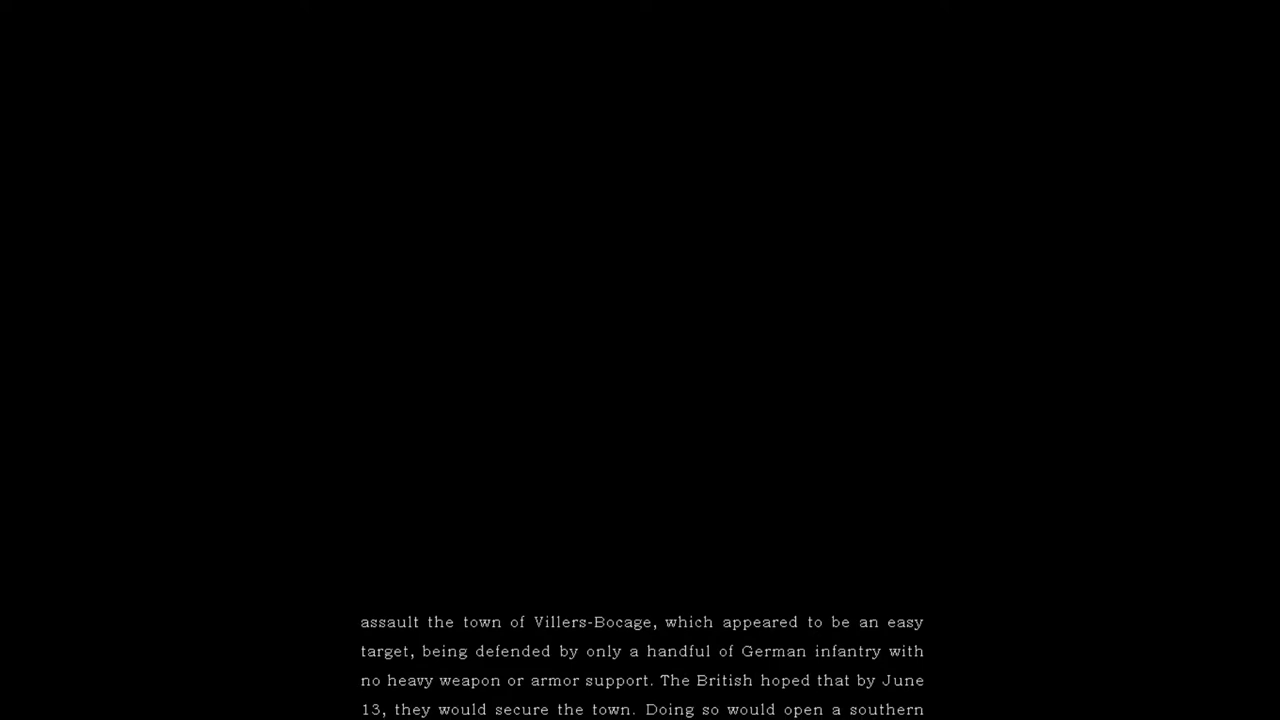 assault the town of Villers-Bocage, which appeared to be an easy
target, being defended by only a handful of German infantry with
no heavy weapon or armor support. The British hoped that by June
13, they would secure the town. Doing so would open a southern